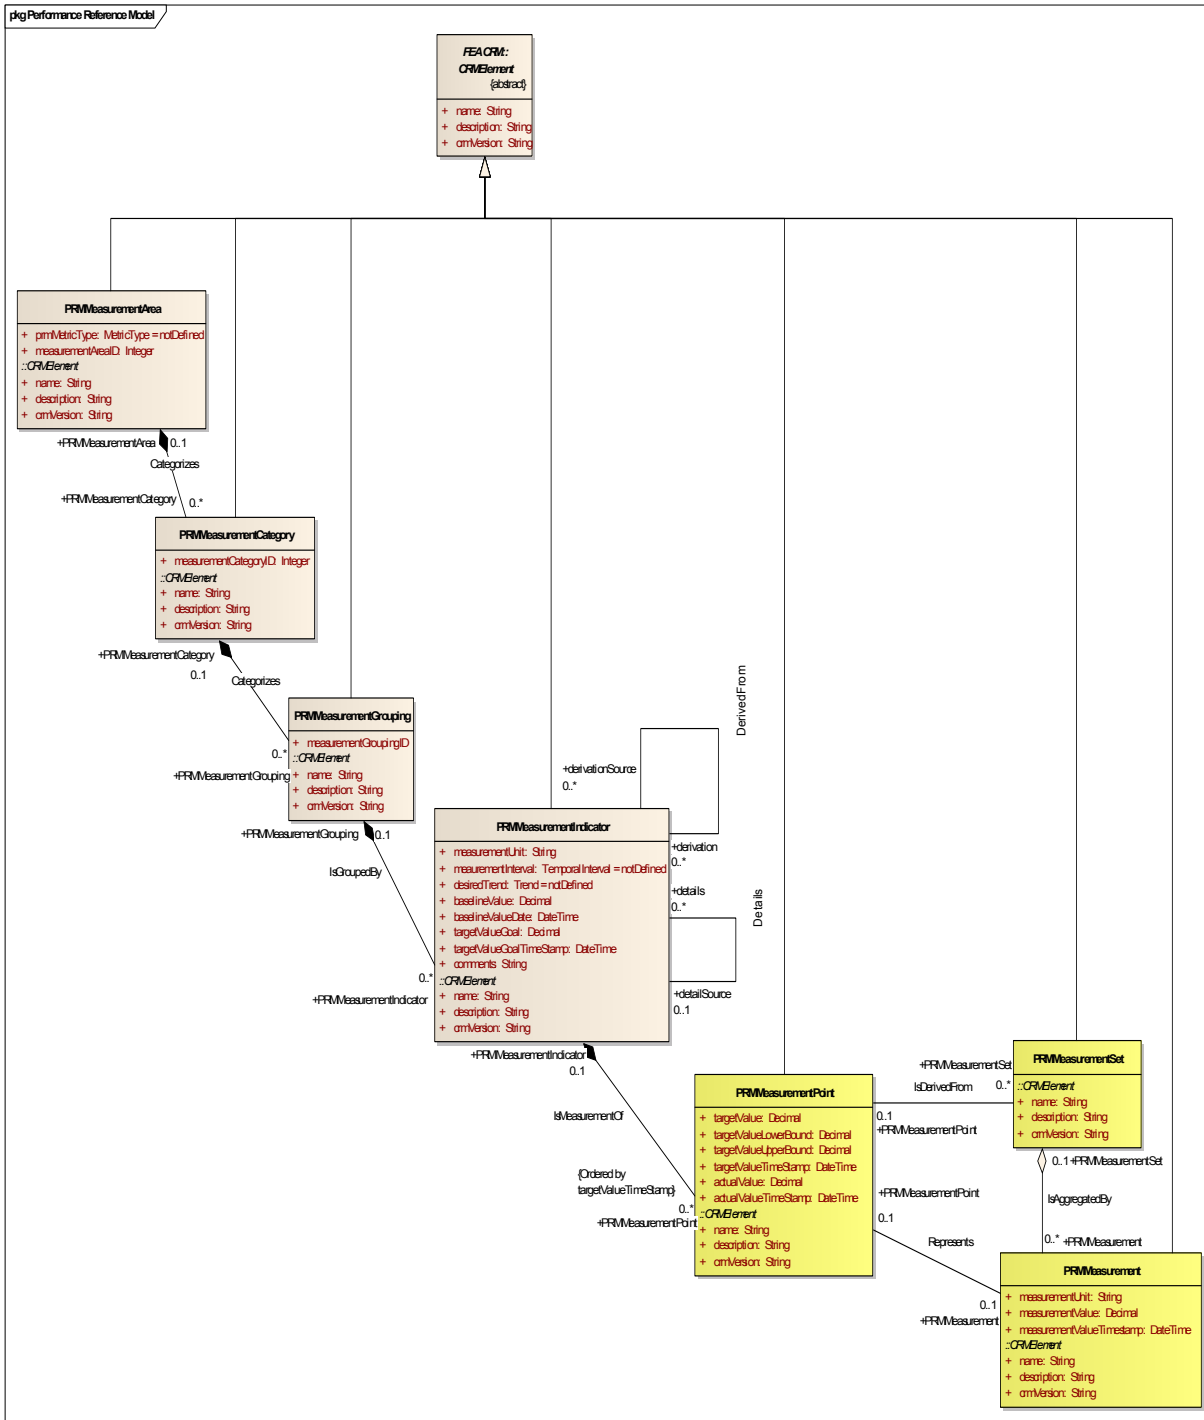 pkg Performance Reference Model
FEA CRM::
CRMElement
{abstract}
+ name: String
+ description: String
+ crmVersion: String
PRMMeasurementArea
+ prmMetricType: MetricType = notDefined
+ measurementAreaID: Integer
::CRMElement
+ name: String
+ description: String
+ crmVersion: String
+PRMMeasurementArea
0..1
Categorizes
+PRMMeasurementCategory
0..*
PRMMeasurementCategory
+ measurementCategoryID: Integer
::CRMElement
+ name: String
+ description: String
+ crmVersion: String
+PRMMeasurementCategory
0..1
Categorizes
0..*
+PRMMeasurementGrouping
PRMMeasurementGrouping
+ measurementGroupingID
::CRMElement
+ name: String
+ description: String
+ crmVersion: String
+PRMMeasurementGrouping
0..1
IsGroupedBy
0..*
+PRMMeasurementIndicator
DerivedFrom
+derivationSource
0..*
+derivation
0..*
+details
0..*
Details
+detailSource
0..1
PRMMeasurementIndicator
+ measurementUnit: String
+ meaurementInterval: TemporalInterval = notDefined
+ desiredTrend: Trend = notDefined
+ baselineValue: Decimal
+ baselineValueDate: DateTime
+ targetValueGoal: Decimal
+ targetValueGoalTimeStamp: DateTime
+ comments: String
::CRMElement
+ name: String
+ description: String
+ crmVersion: String
+PRMMeasurementIndicator
0..1
IsMeasurementOf
{Ordered by
targetValueTimeStamp}
0..*
+PRMMeasurementPoint
PRMMeasurementPoint
+ targetValue: Decimal
+ targetValueLowerBound: Decimal
+ targetValueUpperBound: Decimal
+ targetValueTimeStamp: DateTime
+ actualValue: Decimal
+ actualValueTimeStamp: DateTime
::CRMElement
+ name: String
+ description: String
+ crmVersion: String
+PRMMeasurementSet
IsDerivedFrom
0..*
0..1
+PRMMeasurementPoint
PRMMeasurementSet
::CRMElement
+ name: String
+ description: String
+ crmVersion: String
0..1 +PRMMeasurementSet
IsAggregatedBy
0..* +PRMMeasurement
+PRMMeasurementPoint
0..1
Represents
0..1
+PRMMeasurement
PRMMeasurement
+ measurementUnit: String
+ measurementValue: Decimal
+ measurementValueTimestamp: DateTime
::CRMElement
+ name: String
+ description: String
+ crmVersion: String